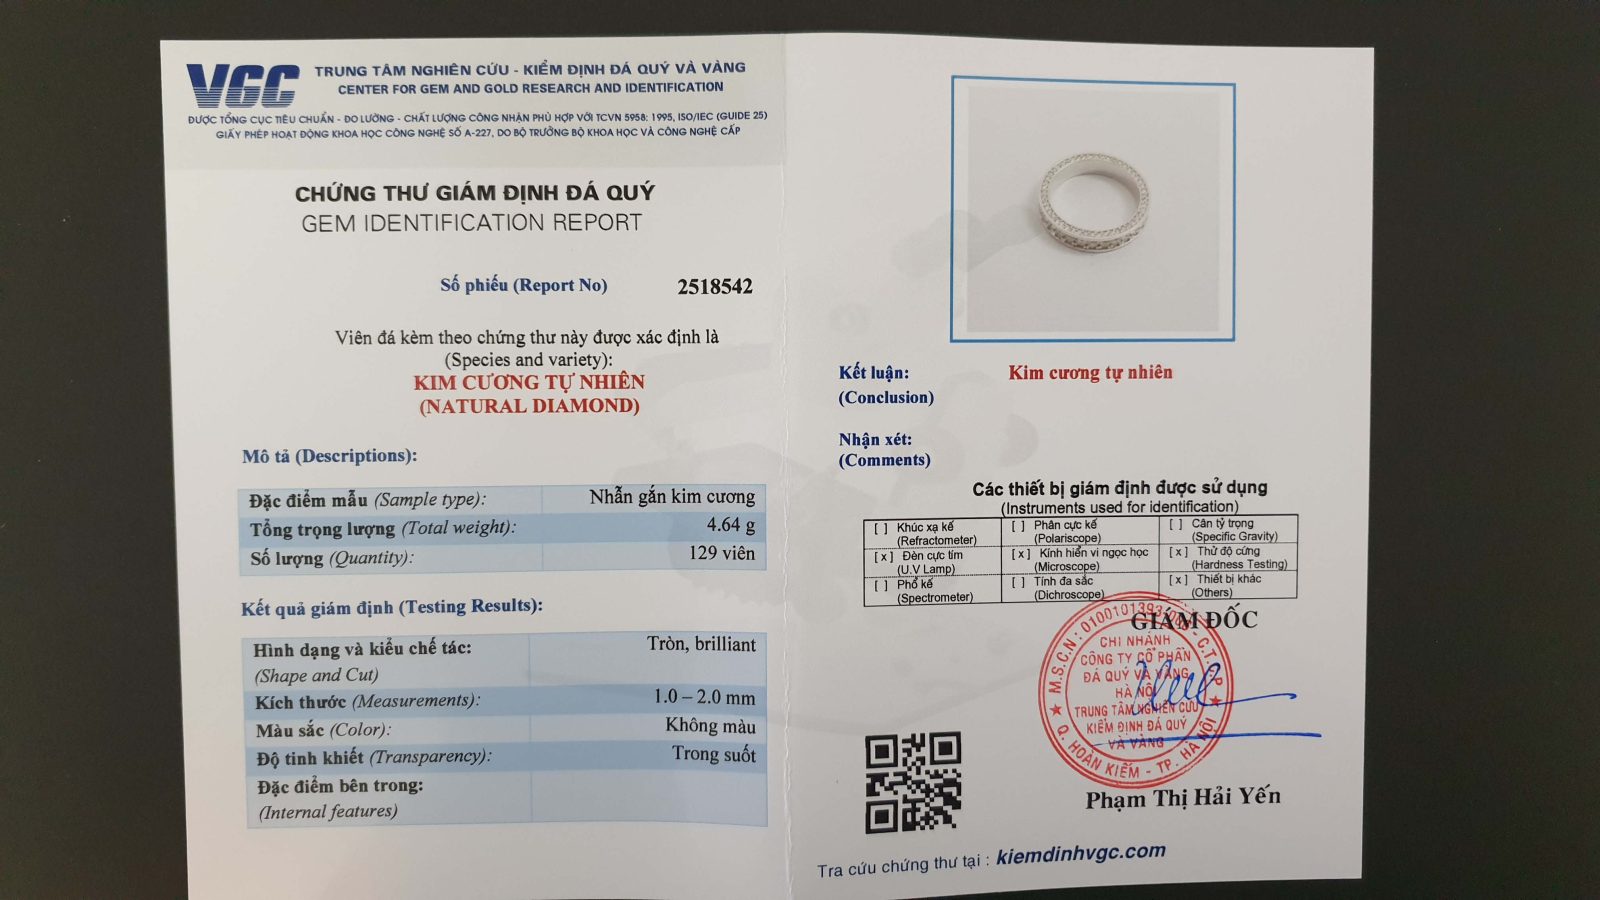 VGC
TRUNG TÂM NGHIÊN CỨU - KIỂM ĐỊNH ĐÁ QUÝ VÀ VÀNG
CENTER FOR GEM AND GOLD RESEARCH AND IDENTIFICATION
ĐƯỢC TỔNG CỤC TIÊU CHUẨN - ĐO LƯỜNG - CHẤT LƯỢNG CÔNG NHẬN PHÙ HỢP VỚI TCVN 5958: 1995, ISO/IEC (GUIDE 25)
GIẤY PHÉP HOẠT ĐỘNG KHOA HỌC CÔNG NGHỆ SỐ A-227, DO BỘ TRƯỞNG BỘ KHOA HỌC VÀ CÔNG NGHỆ CẤP
CHỨNG THƯ GIÁM ĐỊNH ĐÁ QUÝ
GEM IDENTIFICATION REPORT
Số phiếu (Report No) 2518542
Viên đá kèm theo chứng thư này được xác định là
(Species and variety):
KIM CƯƠNG TỰ NHIÊN
(NATURAL DIAMOND)
Mô tả (Descriptions):
Đặc điểm mẫu (Sample type): Nhẫn gắn kim cương
Tổng trọng lượng (Total weight): 4.64 g
Số lượng (Quantity): 129 viên
Kết quả giám định (Testing Results):
Hình dạng và kiểu chế tác: Tròn, brilliant
(Shape and Cut)
Kích thước (Measurements): 1.0 – 2.0 mm
Màu sắc (Color): Không màu
Độ tinh khiết (Transparency): Trong suốt
Đặc điểm bên trong:
(Internal features)
Kết luận: Kim cương tự nhiên
(Conclusion)
Nhận xét:
(Comments)
Các thiết bị giám định được sử dụng
(Instruments used for identification)
[ ] Khúc xạ kế [ ] Phân cực kế [ ] Cân tỷ trọng
(Refractometer) (Polariscope) (Specific Gravity)
[x] Đèn cực tím [x] Kính hiển vi ngọc học [x] Thử độ cứng
(U.V Lamp) (Microscope) (Hardness Testing)
[ ] Phổ kế [ ] Tính đa sắc [x] Thiết bị khác
(Spectrometer) (Dichroscope) (Others)
GIÁM ĐỐC
CHI NHÁNH
CÔNG TY CỔ PHẦN
ĐÁ QUÝ VÀ VÀNG
HÀ NỘI
TRUNG TÂM NGHIÊN CỨU
KIỂM ĐỊNH ĐÁ QUÝ
VÀ VÀNG
Q. HOÀN KIẾM - TP. HÀ NỘI
Phạm Thị Hải Yến
Tra cứu chứng thư tại : kiemdinhvgc.com